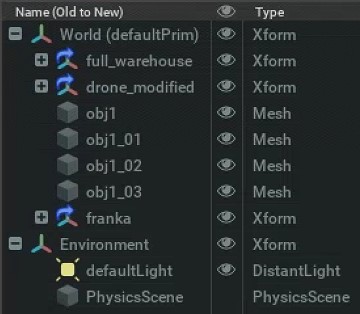 Name (Old to New) Type
World (defaultPrim) Xform
full_warehouse Xform
drone_modified Xform
obj1 Mesh
obj1_01 Mesh
obj1_02 Mesh
obj1_03 Mesh
franka Xform
Environment Xform
defaultLight DistantLight
PhysicsScene PhysicsScene